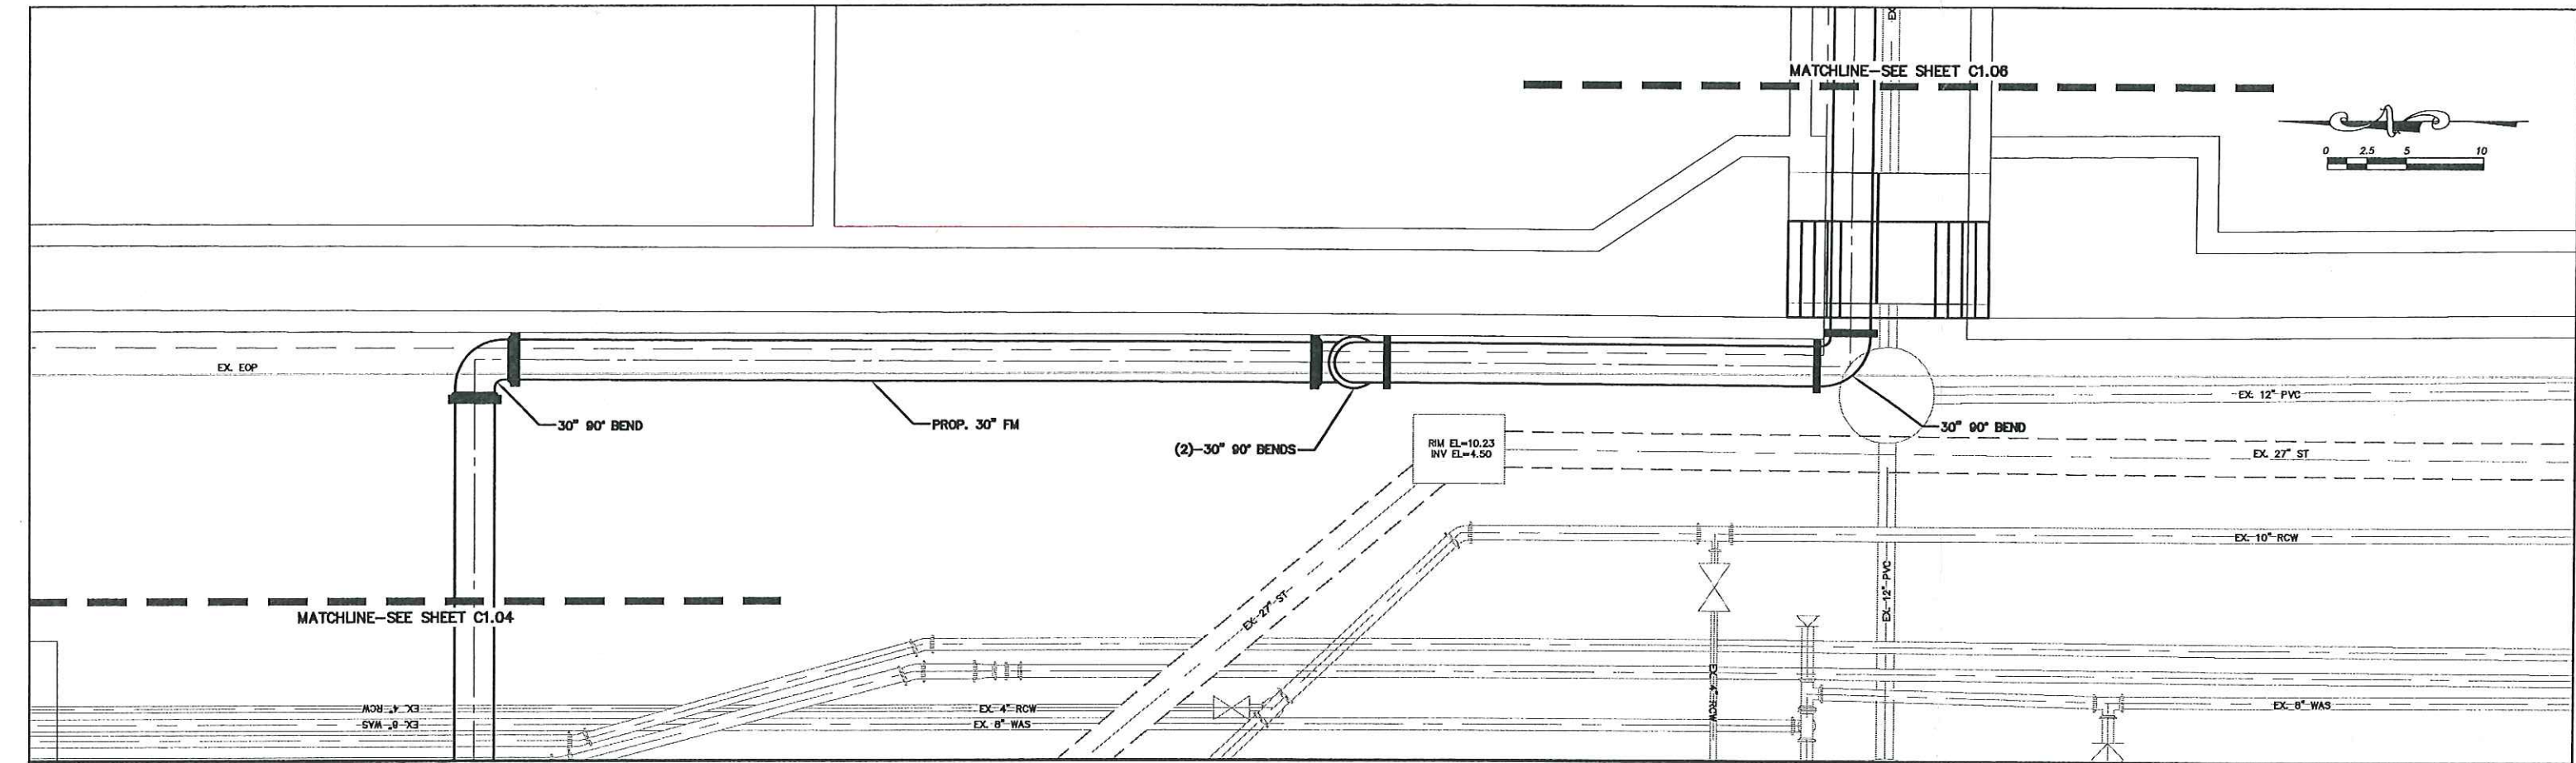 EX
MATCHLINE-SEE SHEET C1.06
N
0 2.5 5 10
EX. EOP
30" 90° BEND
PROP. 30" FM
(2)-30" 90° BENDS
RIM EL=10.23
INV EL=4.50
30" 90° BEND
EX. 12" PVC
EX. 27" ST
EX. 10" RCW
EX. 12" PVC
EX. 27" ST
MATCHLINE-SEE SHEET C1.04
EX. 4" RCW
EX. 8" WAS
EX. 4" RCW
EX. 8" WAS
EX. 4" RCW
EX. 8" WAS